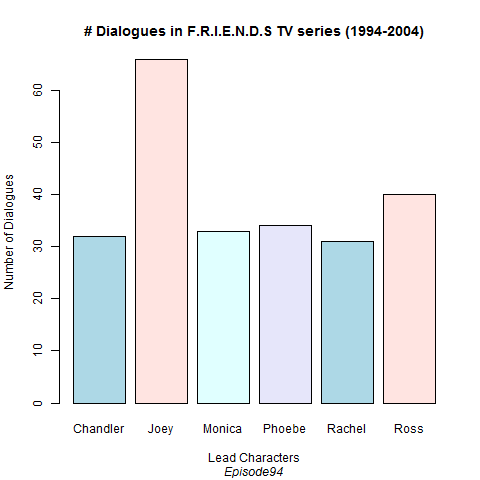 # Dialogues in F.R.I.E.N.D.S TV series (1994-2004)
Number of Dialogues
60
50
40
30
20
10
0
Chandler Joey Monica Phoebe Rachel Ross
Lead Characters
Episode94